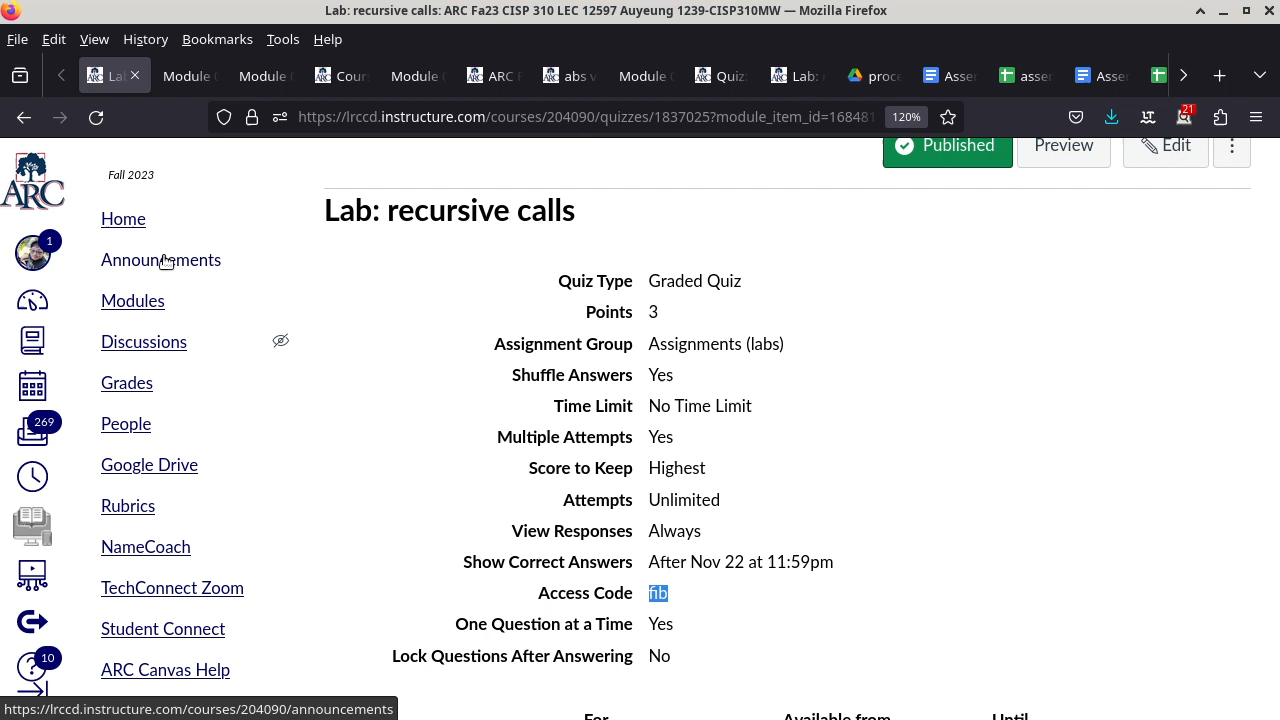 Lab: recursive calls: ARC Fa23 CISP 310 LEC 12597 Auyeung 1239-CISP310MW — Mozilla Firefox
File Edit View History Bookmarks Tools Help
La Module Module Cour Module ARC F abs v Module Quiz: Lab: proce Asser asser Asser
https://lrccd.instructure.com/courses/204090/quizzes/1837025?module_item_id=168481 120% 21
Published Preview Edit
ARC
Fall 2023
Home
Announcements
Modules
Discussions
Grades
People
Google Drive
Rubrics
NameCoach
TechConnect Zoom
Student Connect
ARC Canvas Help
1
269
10
Lab: recursive calls
Quiz Type Graded Quiz
Points 3
Assignment Group Assignments (labs)
Shuffle Answers Yes
Time Limit No Time Limit
Multiple Attempts Yes
Score to Keep Highest
Attempts Unlimited
View Responses Always
Show Correct Answers After Nov 22 at 11:59pm
Access Code fib
One Question at a Time Yes
Lock Questions After Answering No
For Available from Until
https://lrccd.instructure.com/courses/204090/announcements